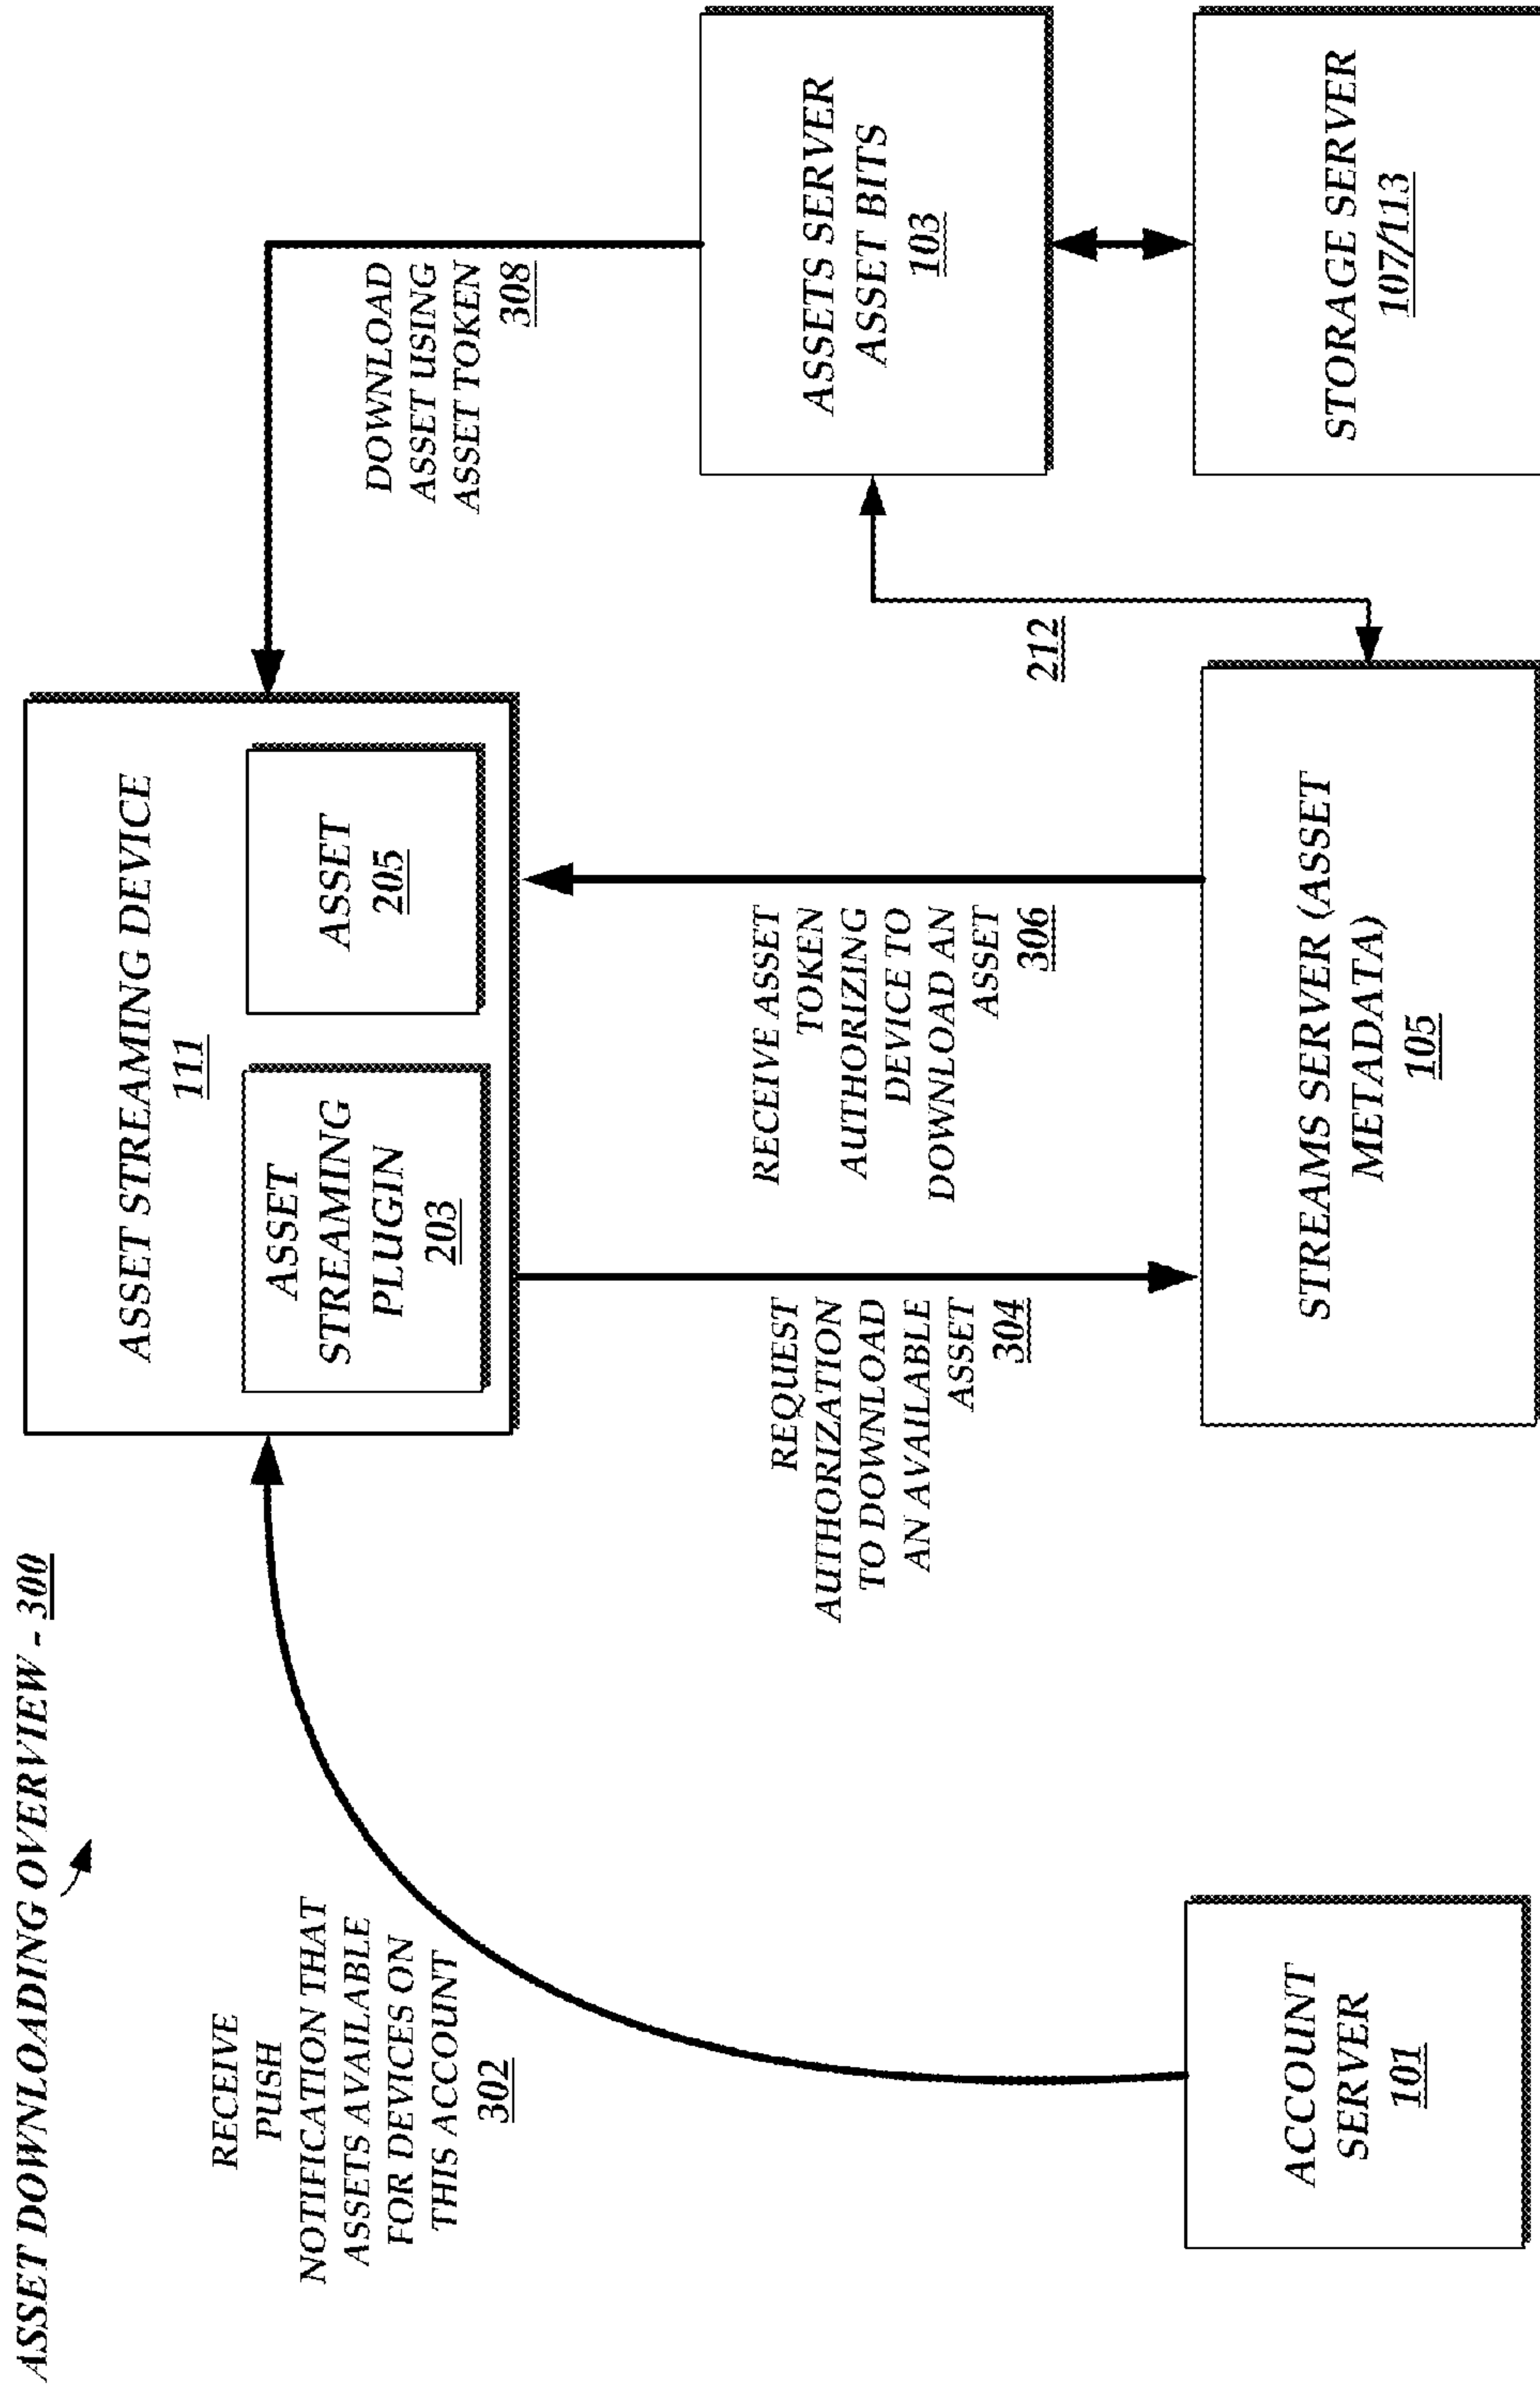 ASSET DOWNLOADING OVERVIEW - 300
RECEIVE
PUSH
NOTIFICATION THAT
ASSETS AVAILABLE
FOR DEVICES ON
THIS ACCOUNT
302
ASSET STREAMING DEVICE
111
ASSET
STREAMING
PLUGIN
203
ASSET
205
DOWNLOAD
ASSET USING
ASSET TOKEN
308
REQUEST
AUTHORIZATION
TO DOWNLOAD
AN AVAILABLE
ASSET
304
RECEIVE ASSET
TOKEN
AUTHORIZING
DEVICE TO
DOWNLOAD AN
ASSET
306
212
ASSETS SERVER
ASSET BITS
103
ACCOUNT
SERVER
101
STREAMS SERVER (ASSET
METADATA)
105
STORAGE SERVER
107/113